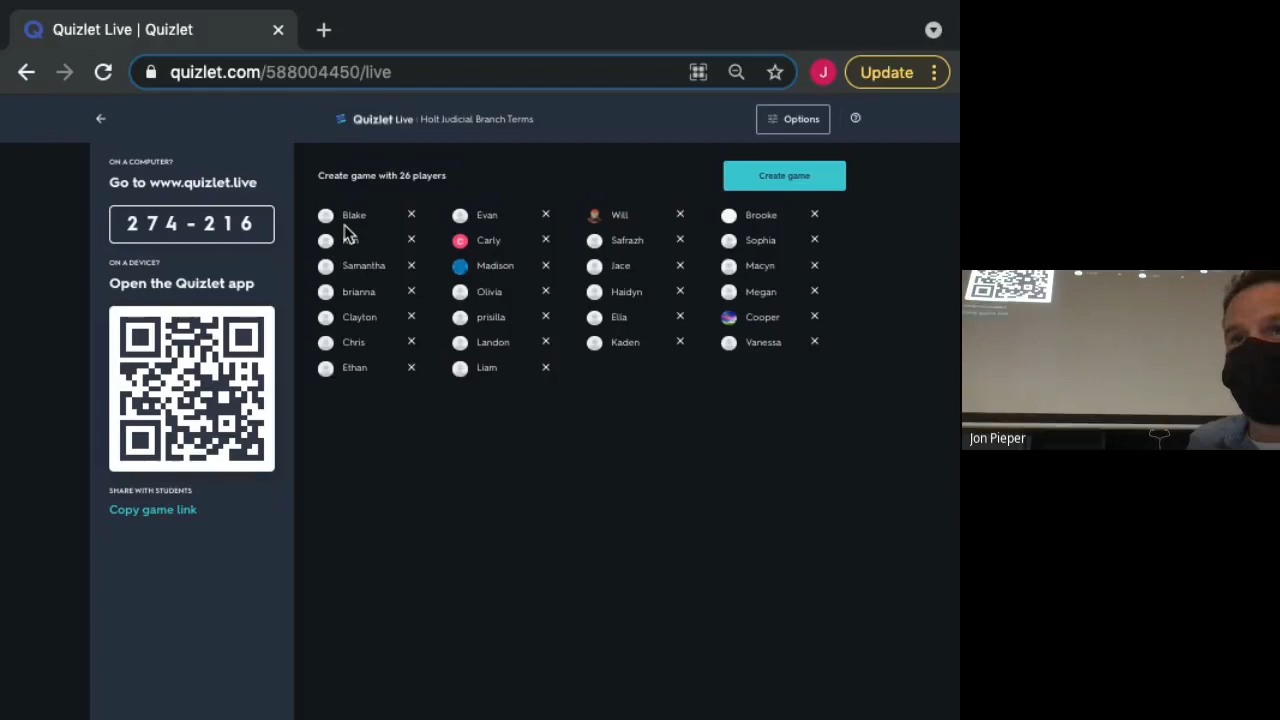 Quizlet Live | Quizlet
quizlet.com/588004450/live
J
Update
Quizlet Live | Holt Judicial Branch Terms
Options
ON A COMPUTER?
Go to www.quizlet.live
274-216
ON A DEVICE?
Open the Quizlet app
SHARE WITH STUDENTS
Copy game link
Create game with 26 players
Create game
Blake Evan Will Brooke
C Carly Safrazh Sophia
Samantha Madison Jace Macyn
brianna Olivia Haidyn Megan
Clayton prisilla Ella Cooper
Chris Landon Kaden Vanessa
Ethan Liam
Jon Pieper